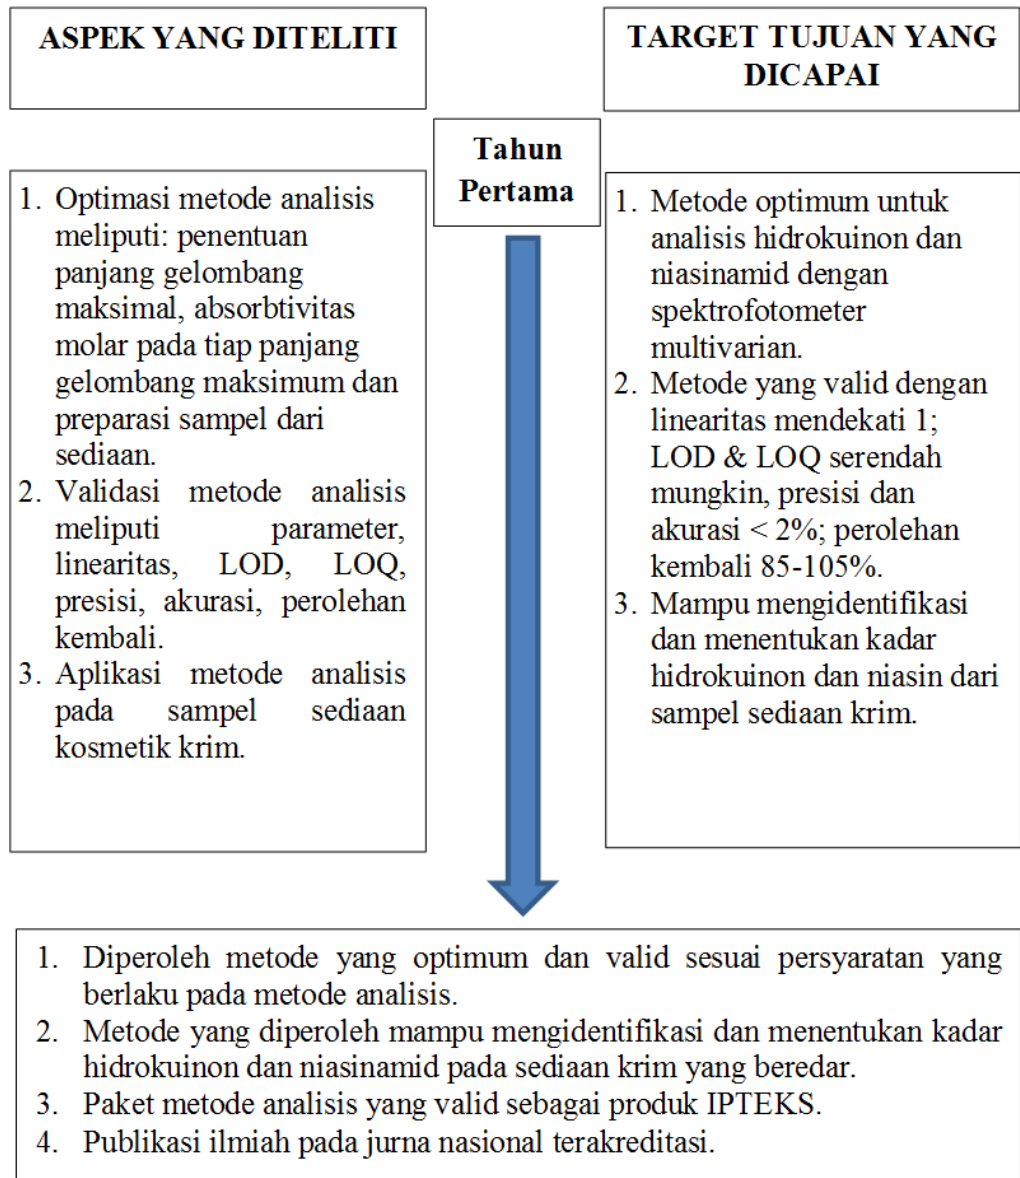 ASPEK YANG DITELITI
TARGET TUJUAN YANG
DICAPAI
Tahun
Pertama
1. Optimasi metode analisis
meliputi: penentuan
panjang gelombang
maksimal, absorbtivitas
molar pada tiap panjang
gelombang maksimum dan
preparasi sampel dari
sediaan.
2. Validasi metode analisis
meliputi parameter,
linearitas, LOD, LOQ,
presisi, akurasi, perolehan
kembali.
3. Aplikasi metode analisis
pada sampel sediaan
kosmetik krim.
1. Metode optimum untuk
analisis hidrokuinon dan
niasinamid dengan
spektrofotometer
multivarian.
2. Metode yang valid dengan
linearitas mendekati 1;
LOD & LOQ serendah
mungkin, presisi dan
akurasi < 2%; perolehan
kembali 85-105%.
3. Mampu mengidentifikasi
dan menentukan kadar
hidrokuinon dan niasin dari
sampel sediaan krim.
1. Diperoleh metode yang optimum dan valid sesuai persyaratan yang
berlaku pada metode analisis.
2. Metode yang diperoleh mampu mengidentifikasi dan menentukan kadar
hidrokuinon dan niasinamid pada sediaan krim yang beredar.
3. Paket metode analisis yang valid sebagai produk IPTEKS.
4. Publikasi ilmiah pada jurna nasional terakreditasi.